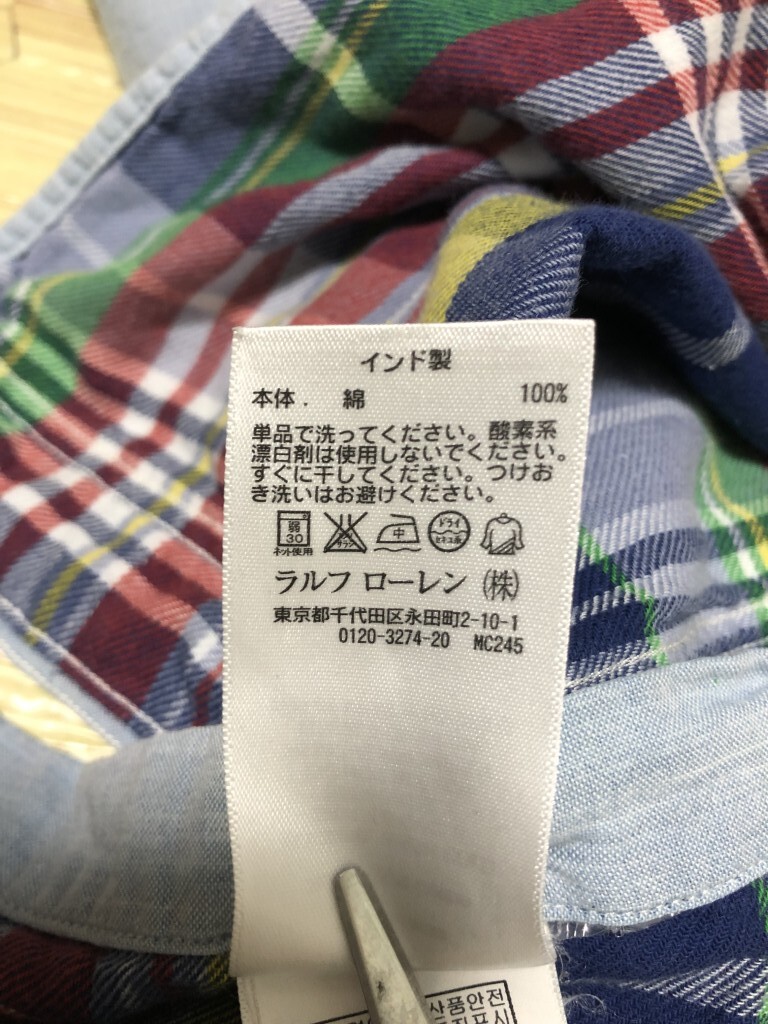 インド製
本体. 綿 100%
単品で洗ってください。酸素系
漂白剤は使用しないでください。
すぐに干してください。つけお
き洗いはお避けください。
弱 30 中 ドライ セキユ系
ネット使用
ラルフ ローレン (株)
東京都千代田区永田町2-10-1
0120-3274-20 MC245
사품안전